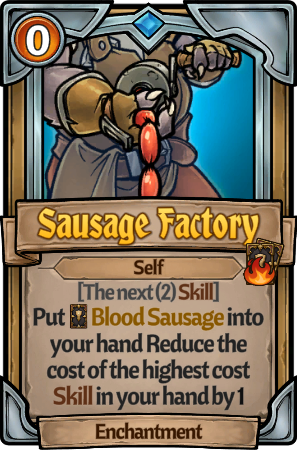 0
Sausage Factory
Self
[The next (2) Skill]
Put Blood Sausage into
your hand Reduce the
cost of the highest cost
Skill in your hand by 1
Enchantment